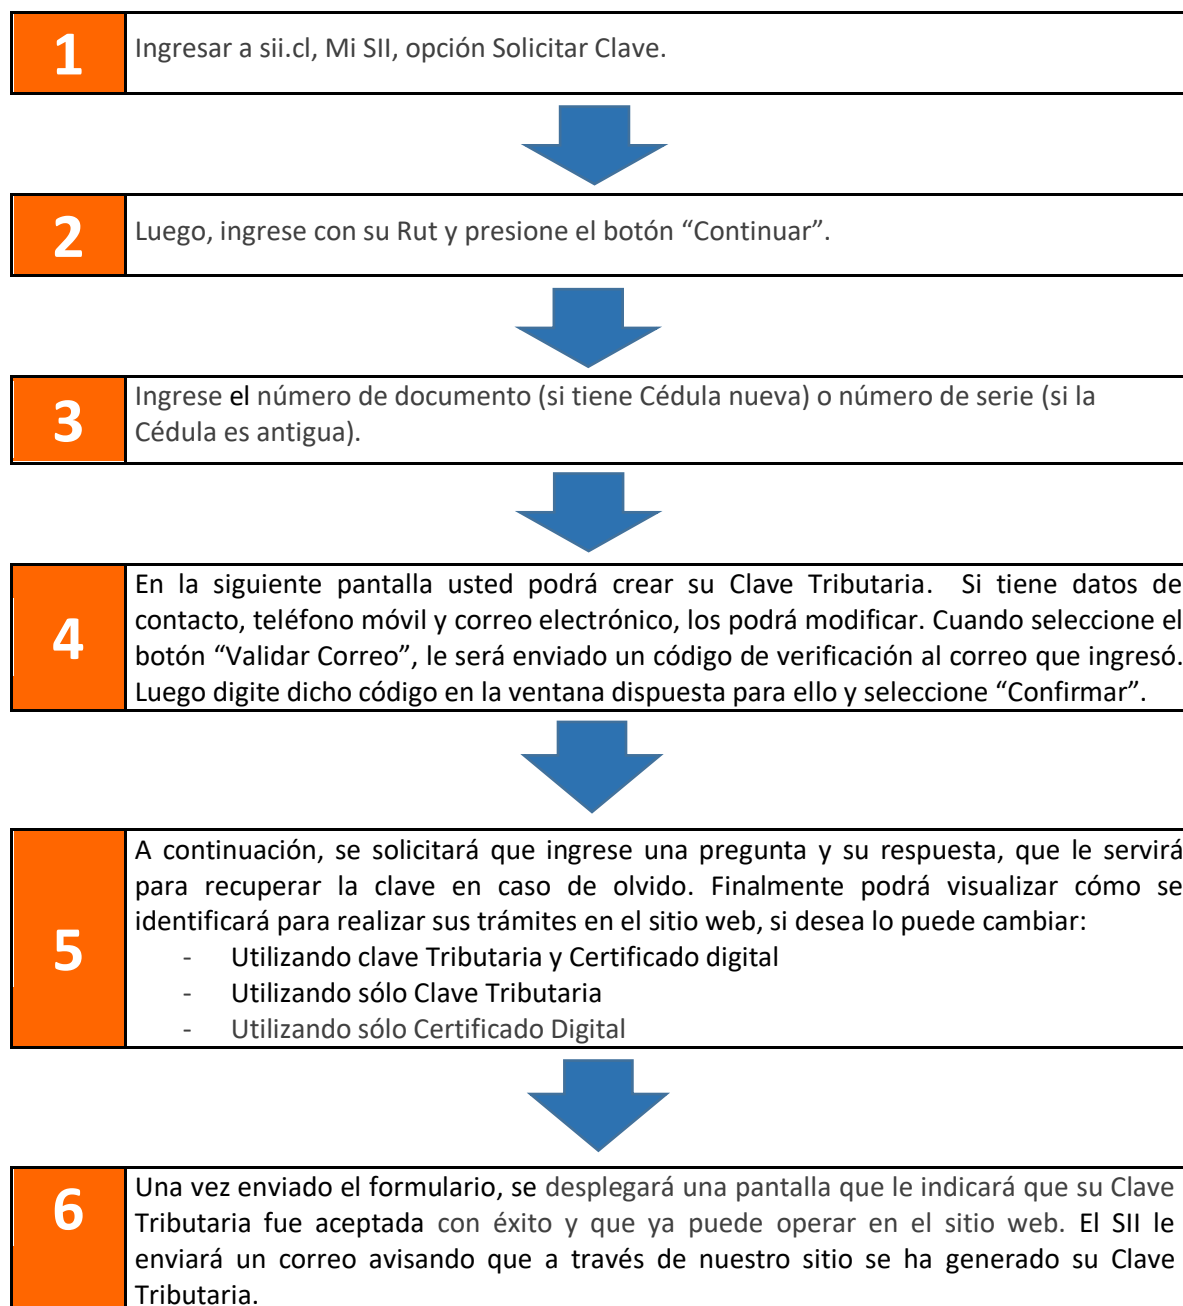 1
Ingresar a sii.cl, Mi SII, opción Solicitar Clave.
2
Luego, ingrese con su Rut y presione el botón “Continuar”.
3
Ingrese el número de documento (si tiene Cédula nueva) o número de serie (si la
Cédula es antigua).
4
En la siguiente pantalla usted podrá crear su Clave Tributaria. Si tiene datos de
contacto, teléfono móvil y correo electrónico, los podrá modificar. Cuando seleccione el
botón “Validar Correo”, le será enviado un código de verificación al correo que ingresó.
Luego digite dicho código en la ventana dispuesta para ello y seleccione “Confirmar”.
5
A continuación, se solicitará que ingrese una pregunta y su respuesta, que le servirá
para recuperar la clave en caso de olvido. Finalmente podrá visualizar cómo se
identificará para realizar sus trámites en el sitio web, si desea lo puede cambiar:
- Utilizando clave Tributaria y Certificado digital
- Utilizando sólo Clave Tributaria
- Utilizando sólo Certificado Digital
6
Una vez enviado el formulario, se desplegará una pantalla que le indicará que su Clave
Tributaria fue aceptada con éxito y que ya puede operar en el sitio web. El SII le
enviará un correo avisando que a través de nuestro sitio se ha generado su Clave
Tributaria.